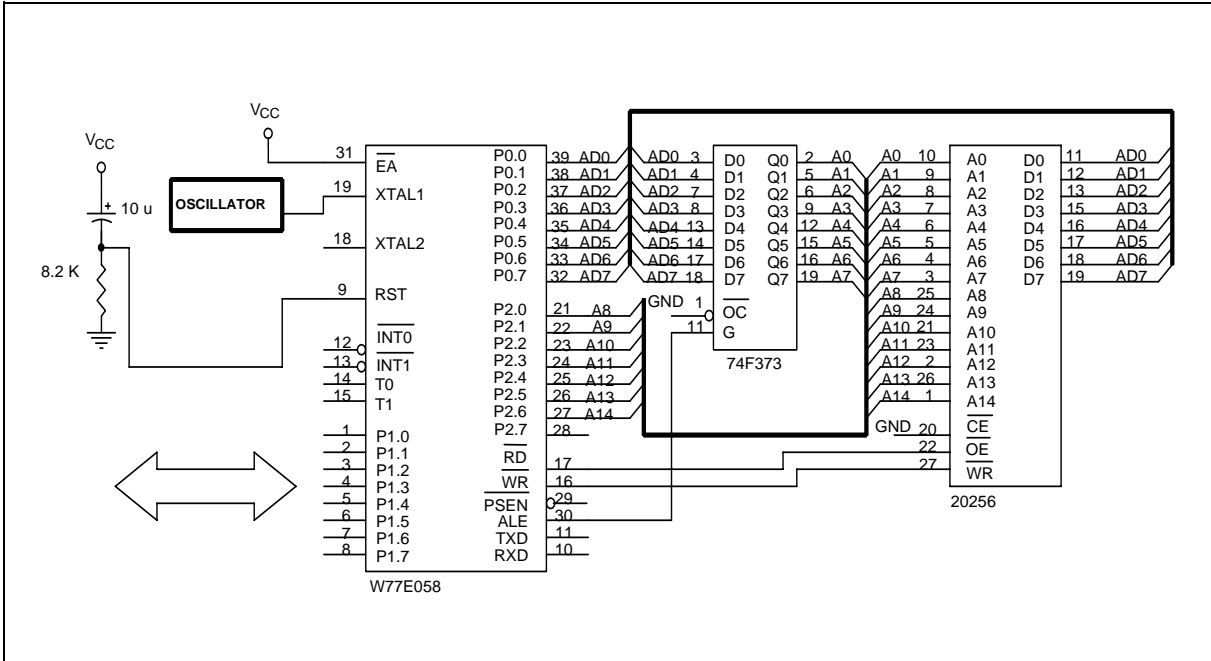 VCC
10 u
8.2 K
VCC
OSCILLATOR
31 EA
19 XTAL1
18 XTAL2
9 RST
12 INT0
13 INT1
14 T0
15 T1
1 P1.0
2 P1.1
3 P1.2
4 P1.3
5 P1.4
6 P1.5
7 P1.6
8 P1.7
P0.0 39 AD0
P0.1 38 AD1
P0.2 37 AD2
P0.3 36 AD3
P0.4 35 AD4
P0.5 34 AD5
P0.6 33 AD6
P0.7 32 AD7
P2.0 21 A8
P2.1 22 A9
P2.2 23 A10
P2.3 24 A11
P2.4 25 A12
P2.5 26 A13
P2.6 27 A14
P2.7 28
RD 17
WR 16
PSEN 29
ALE 30
TXD 11
RXD 10
W77E058
AD0 3 D0 Q0 2 A0
AD1 4 D1 Q1 5 A1
AD2 7 D2 Q2 6 A2
AD3 8 D3 Q3 9 A3
AD4 13 D4 Q4 12 A4
AD5 14 D5 Q5 15 A5
AD6 17 D6 Q6 16 A6
AD7 18 D7 Q7 19 A7
GND 1 OC
11 G
74F373
A0 10 A0 D0 11 AD0
A1 9 A1 D1 12 AD1
A2 8 A2 D2 13 AD2
A3 7 A3 D3 15 AD3
A4 6 A4 D4 16 AD4
A5 5 A5 D5 17 AD5
A6 4 A6 D6 18 AD6
A7 3 A7 D7 19 AD7
A8 25 A8
A9 24 A9
A10 21 A10
A11 23 A11
A12 2 A12
A13 26 A13
A14 1 A14
GND 20 CE
22 OE
27 WR
20256